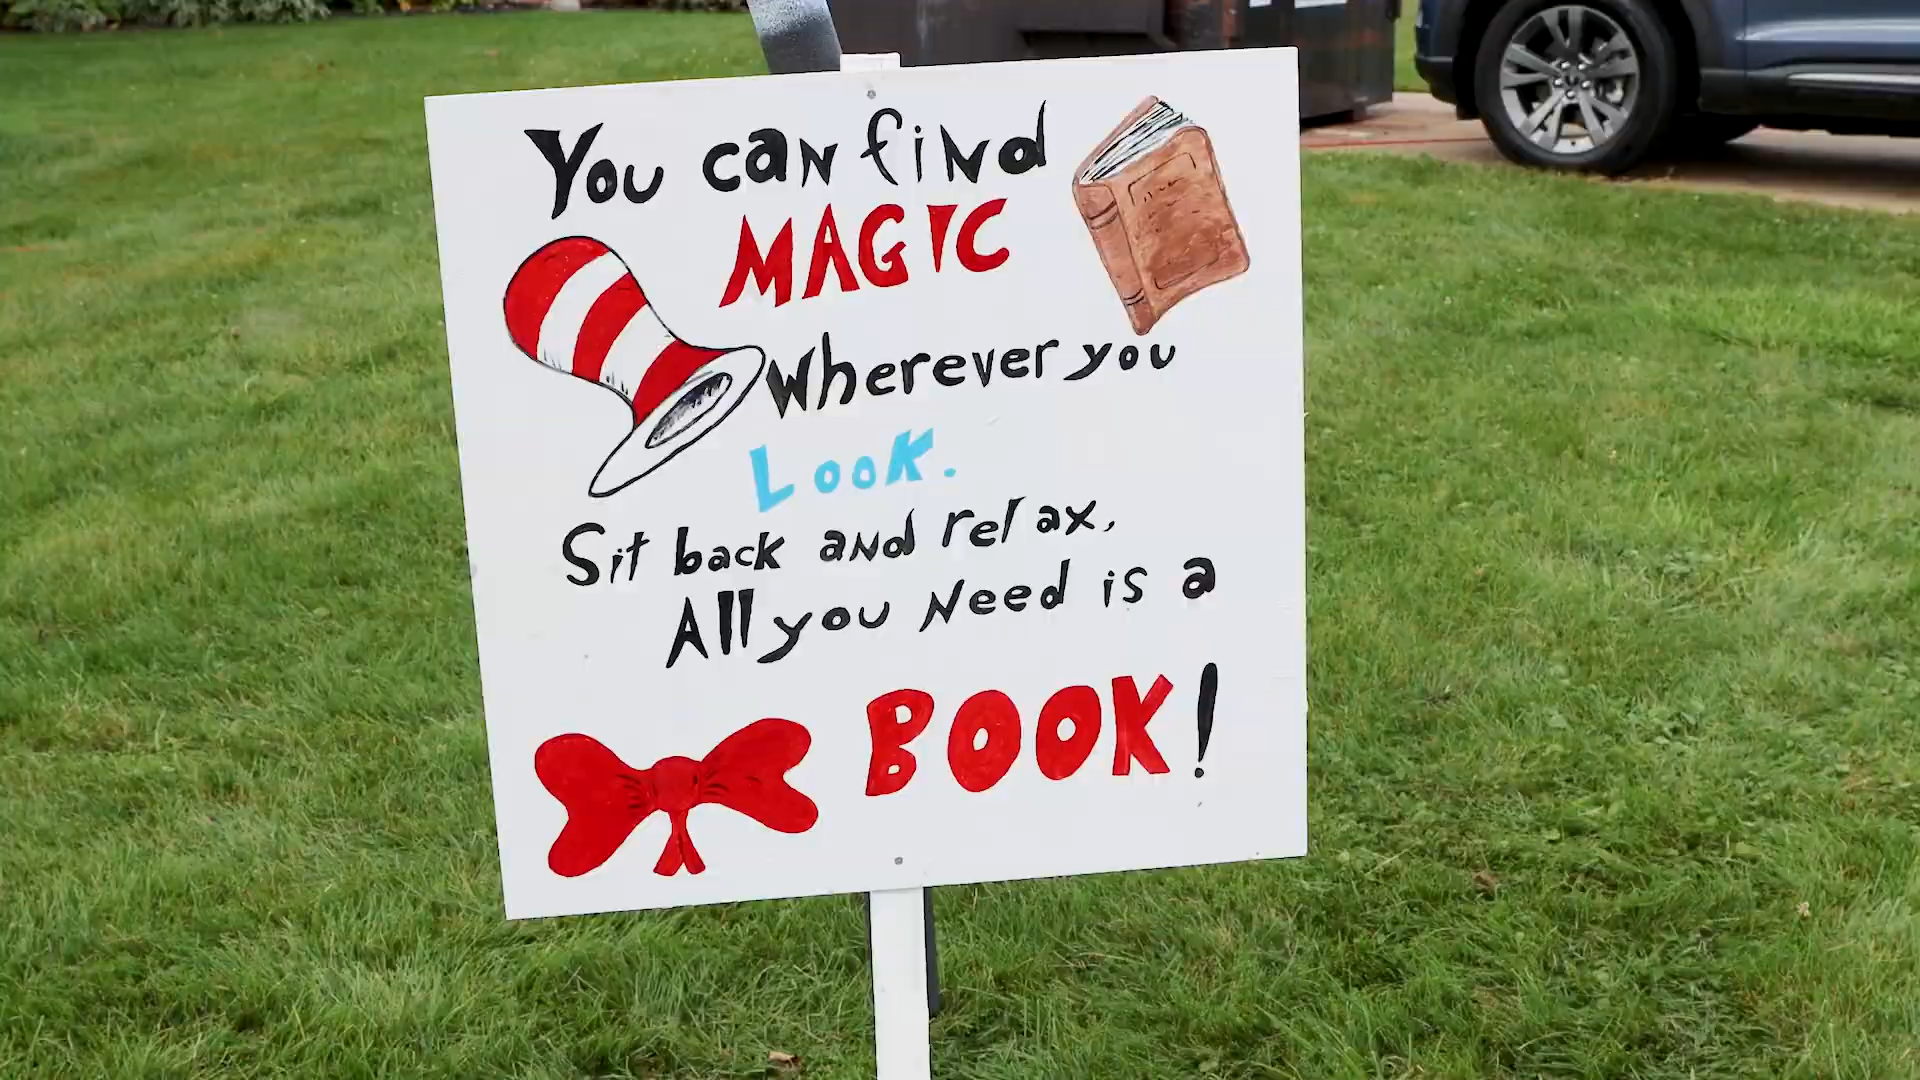 You can find
MAGIC
Wherever you
Look.
Sit back and relax,
All you Need is a
BOOK!